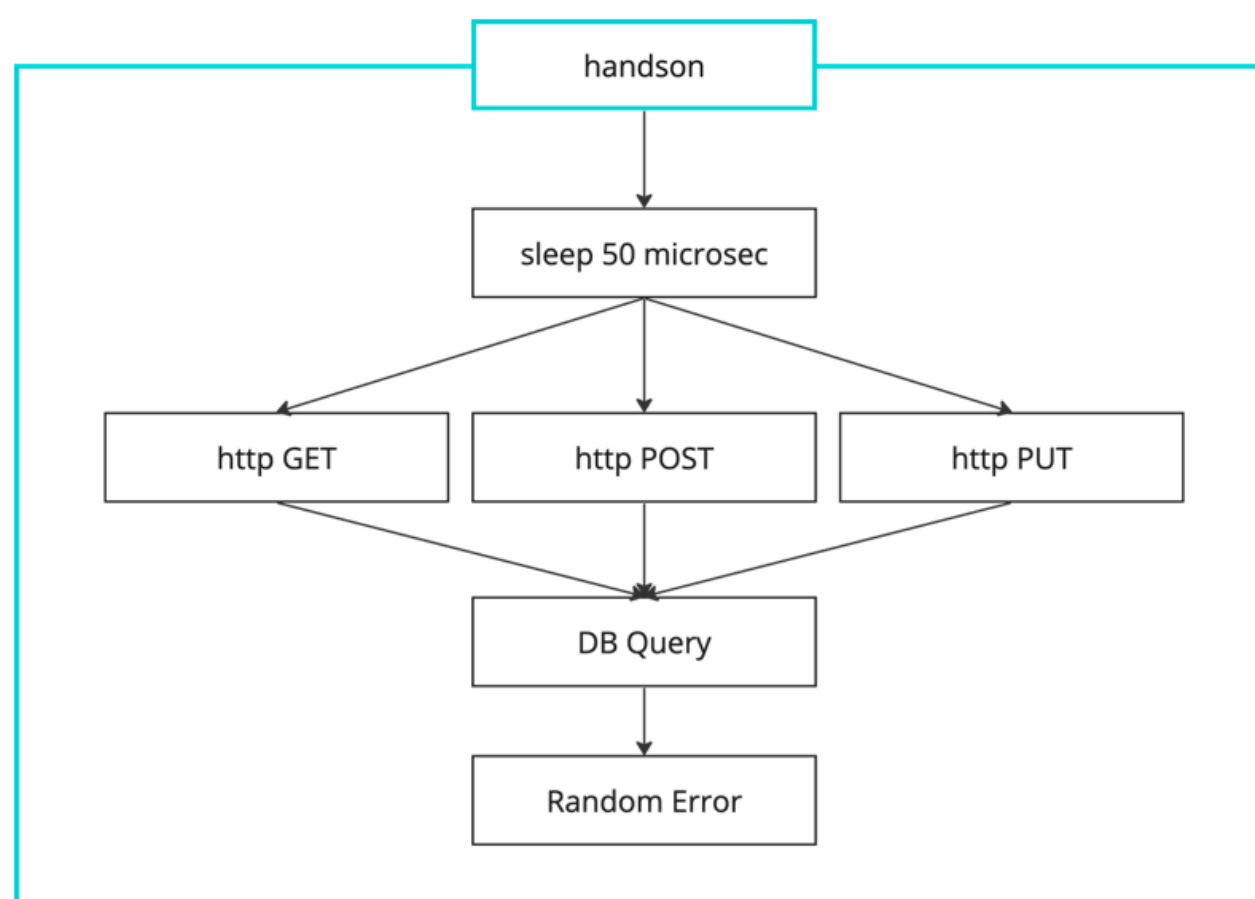 handson
sleep 50 microsec
http GET
http POST
http PUT
DB Query
Random Error